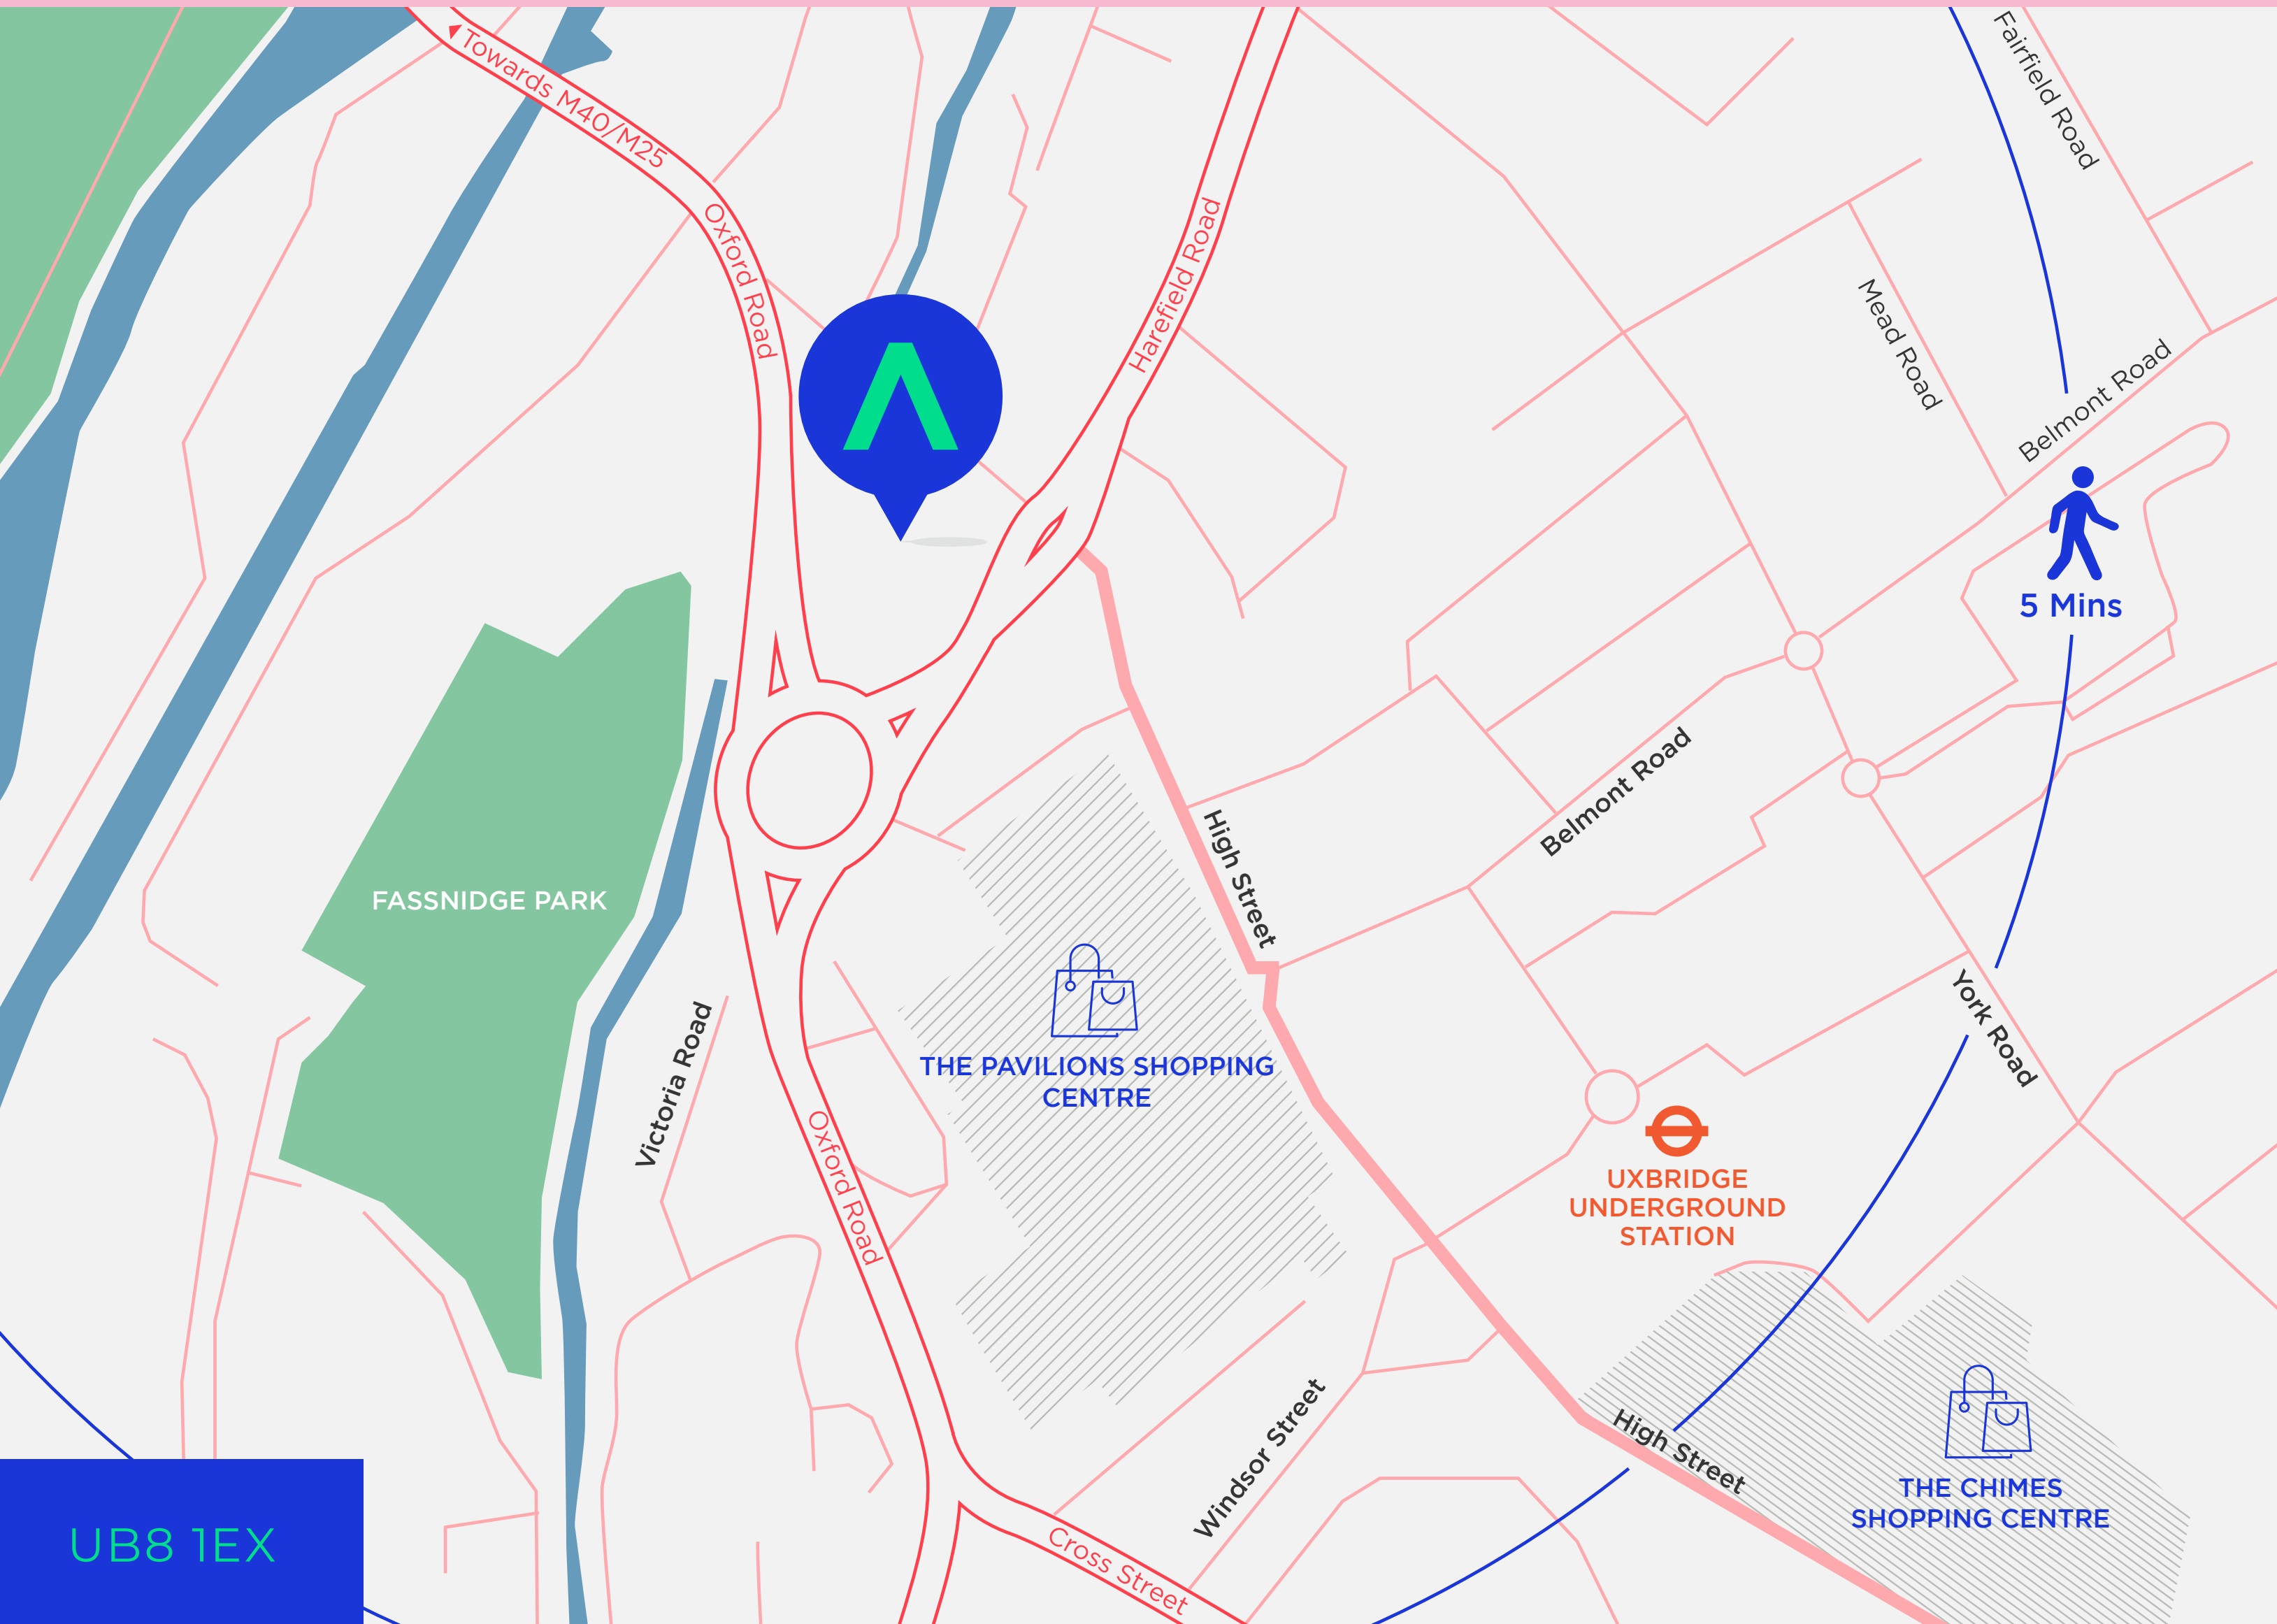 Towards M40/M25
Fairfield Road
Oxford Road
Harefield Road
Mead Road
Belmont Road
5 Mins
Belmont Road
High Street
FASSNIDGE PARK
Victoria Road
THE PAVILIONS SHOPPING
CENTRE
York Road
Oxford Road
UXBRIDGE
UNDERGROUND
STATION
Windsor Street
High Street
THE CHIMES
SHOPPING CENTRE
Cross Street
UB8 1EX